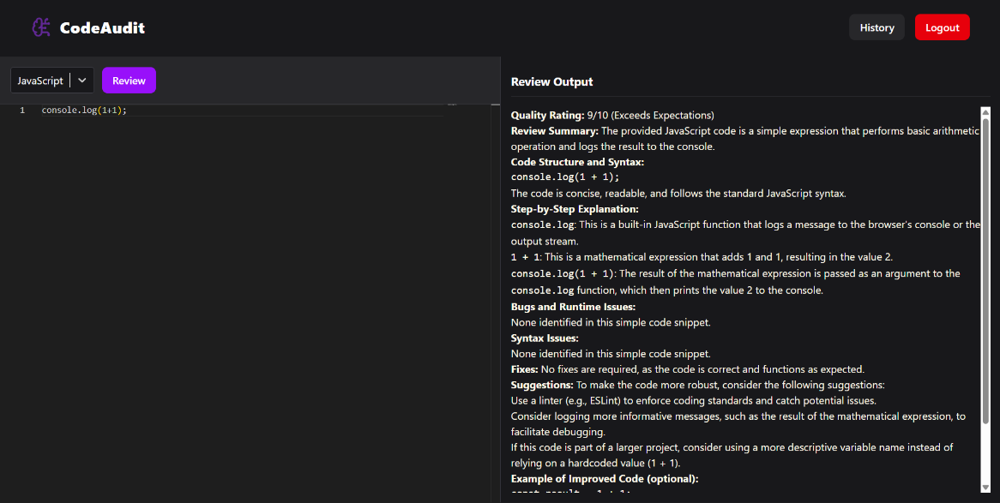 CodeAudit
History
Logout
JavaScript
Review
1 console.log(1+1);
Review Output
Quality Rating: 9/10 (Exceeds Expectations)
Review Summary: The provided JavaScript code is a simple expression that performs basic arithmetic
operation and logs the result to the console.
Code Structure and Syntax:
console.log(1 + 1);
The code is concise, readable, and follows the standard JavaScript syntax.
Step-by-Step Explanation:
console.log: This is a built-in JavaScript function that logs a message to the browser's console or the
output stream.
1 + 1: This is a mathematical expression that adds 1 and 1, resulting in the value 2.
console.log(1 + 1): The result of the mathematical expression is passed as an argument to the
console.log function, which then prints the value 2 to the console.
Bugs and Runtime Issues:
None identified in this simple code snippet.
Syntax Issues:
None identified in this simple code snippet.
Fixes: No fixes are required, as the code is correct and functions as expected.
Suggestions: To make the code more robust, consider the following suggestions:
Use a linter (e.g., ESLint) to enforce coding standards and catch potential issues.
Consider logging more informative messages, such as the result of the mathematical expression, to
facilitate debugging.
If this code is part of a larger project, consider using a more descriptive variable name instead of
relying on a hardcoded value (1 + 1).
Example of Improved Code (optional):
const result = 1 + 1;